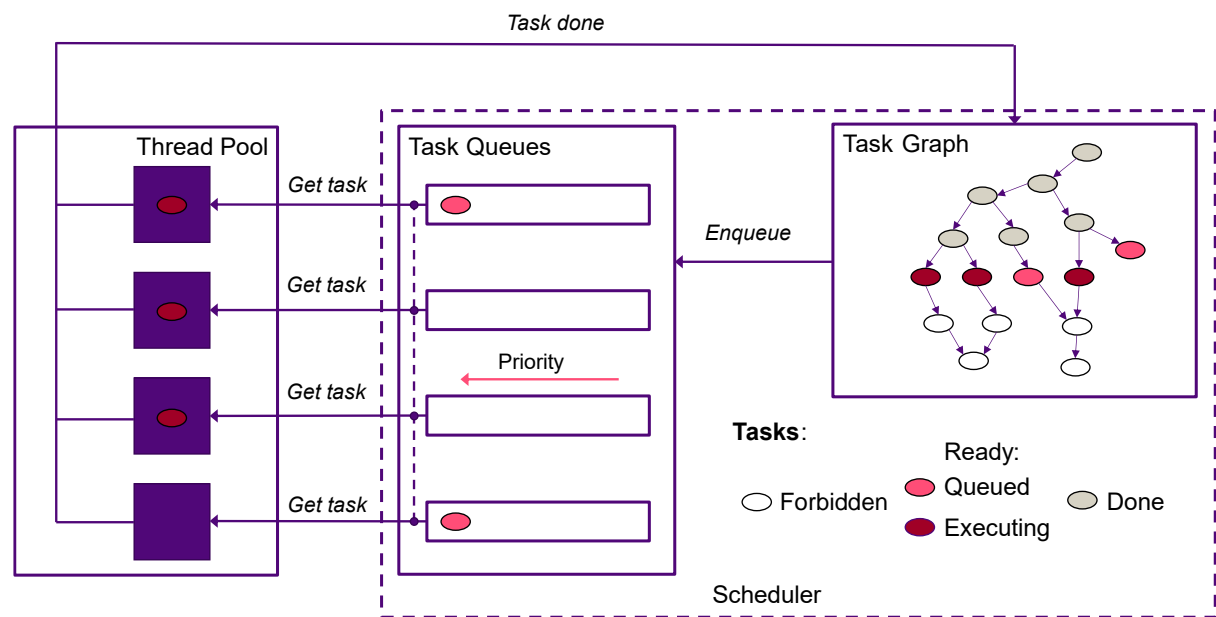 Task done
Thread Pool
Task Queues
Task Graph
Get task
Enqueue
Get task
Priority
Get task
Get task
Tasks:
Ready:
Forbidden
Queued
Executing
Done
Scheduler